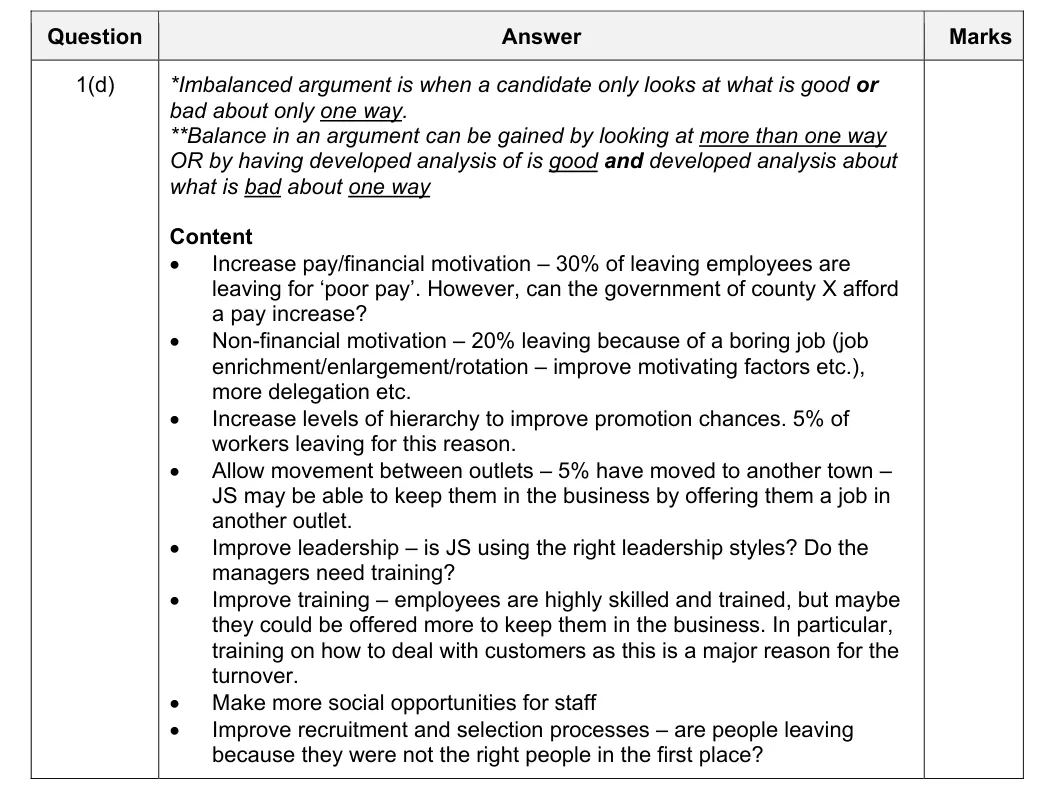 Question Answer Marks
1(d) *Imbalanced argument is when a candidate only looks at what is good or
bad about only one way.
**Balance in an argument can be gained by looking at more than one way
OR by having developed analysis of is good and developed analysis about
what is bad about one way
Content
• Increase pay/financial motivation – 30% of leaving employees are
leaving for ‘poor pay’. However, can the government of county X afford
a pay increase?
• Non-financial motivation – 20% leaving because of a boring job (job
enrichment/enlargement/rotation – improve motivating factors etc.),
more delegation etc.
• Increase levels of hierarchy to improve promotion chances. 5% of
workers leaving for this reason.
• Allow movement between outlets – 5% have moved to another town –
JS may be able to keep them in the business by offering them a job in
another outlet.
• Improve leadership – is JS using the right leadership styles? Do the
managers need training?
• Improve training – employees are highly skilled and trained, but maybe
they could be offered more to keep them in the business. In particular,
training on how to deal with customers as this is a major reason for the
turnover.
• Make more social opportunities for staff
• Improve recruitment and selection processes – are people leaving
because they were not the right people in the first place?